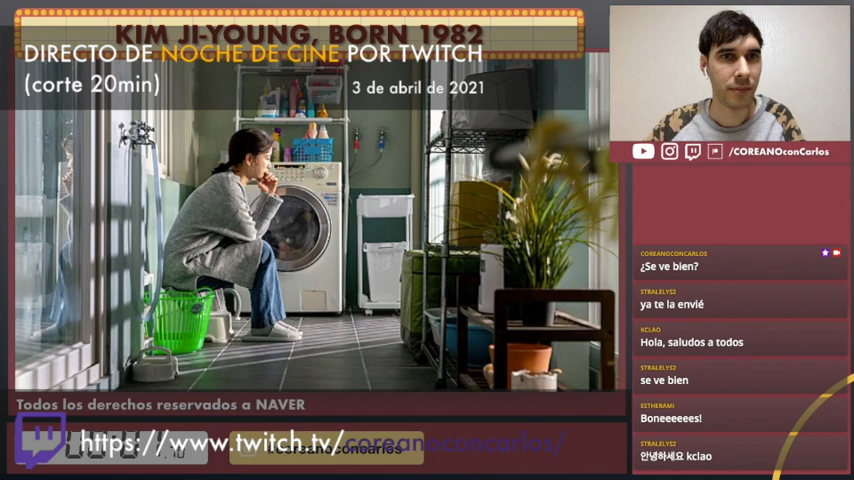 KIM JI-YOUNG, BORN 1982
DIRECTO DE NOCHE DE CINE POR TWITCH
(corte 20min)
3 de abril de 2021
/COREANOconCarlos
COREANOCONCARLOS
¿Se ve bien?
STRALELYS2
ya te la envié
KCLAO
Hola, saludos a todos
STRALELYS2
se ve bien
ESTHERAMI
Boneeeeees!
STRALELYS2
안녕하세요 kclao
Todos los derechos reservados a NAVER
https://www.twitch.tv/coreanoconcarlos/